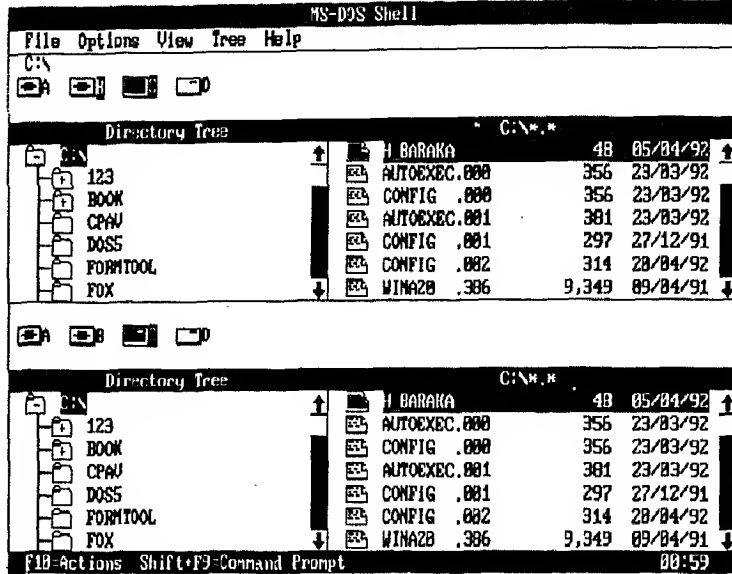 MS-DOS Shell
File Options View Tree Help
C:\
A B C D
Directory Tree C:\*.*
C:\ H_BARAKA 48 05/04/92
123 AUTOEXEC.000 356 23/03/92
BOOK CONFIG .000 356 23/03/92
CPAV AUTOEXEC.001 381 23/03/92
DOS5 CONFIG .001 297 27/12/91
FORMTOOL CONFIG .002 314 20/04/92
FOX WINA20 .386 9,349 09/04/91
A B C D
Directory Tree C:\*.*
C:\ H_BARAKA 48 05/04/92
123 AUTOEXEC.000 356 23/03/92
BOOK CONFIG .000 356 23/03/92
CPAV AUTOEXEC.001 381 23/03/92
DOS5 CONFIG .001 297 27/12/91
FORMTOOL CONFIG .002 314 20/04/92
FOX WINA20 .386 9,349 09/04/91
F10=Actions Shift+F9=Command Prompt 00:59